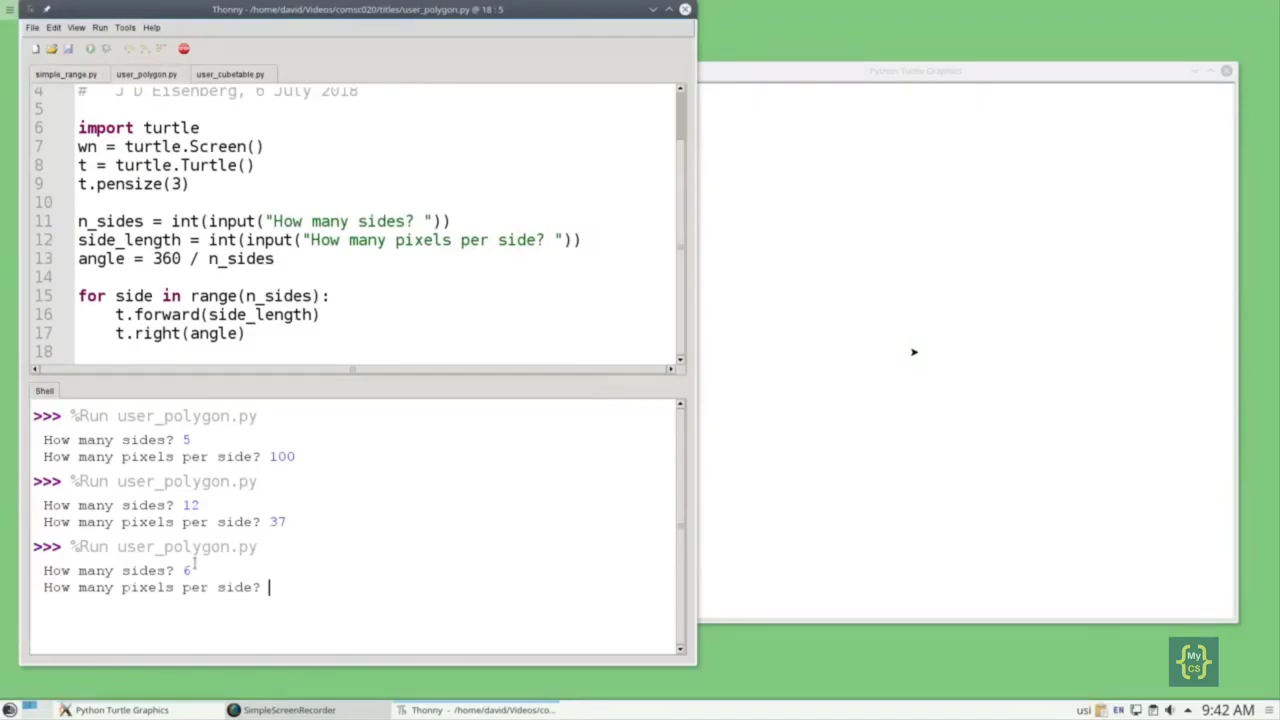 Thonny - /home/david/Videos/comsc020/titles/user_polygon.py @ 18 : 5
File Edit View Run Tools Help
simple_range.py user_polygon.py user_cubetable.py
4 # J D Eisenberg, 6 July 2018
5
6 import turtle
7 wn = turtle.Screen()
8 t = turtle.Turtle()
9 t.pensize(3)
10
11 n_sides = int(input("How many sides? "))
12 side_length = int(input("How many pixels per side? "))
13 angle = 360 / n_sides
14
15 for side in range(n_sides):
16 t.forward(side_length)
17 t.right(angle)
18
Shell
>>> %Run user_polygon.py
How many sides? 5
How many pixels per side? 100
>>> %Run user_polygon.py
How many sides? 12
How many pixels per side? 37
>>> %Run user_polygon.py
How many sides? 6
How many pixels per side?
Python Turtle Graphics
{My CS}
Python Turtle Graphics
SimpleScreenRecorder
Thonny - /home/david/Videos/co...
usi EN 9:42 AM